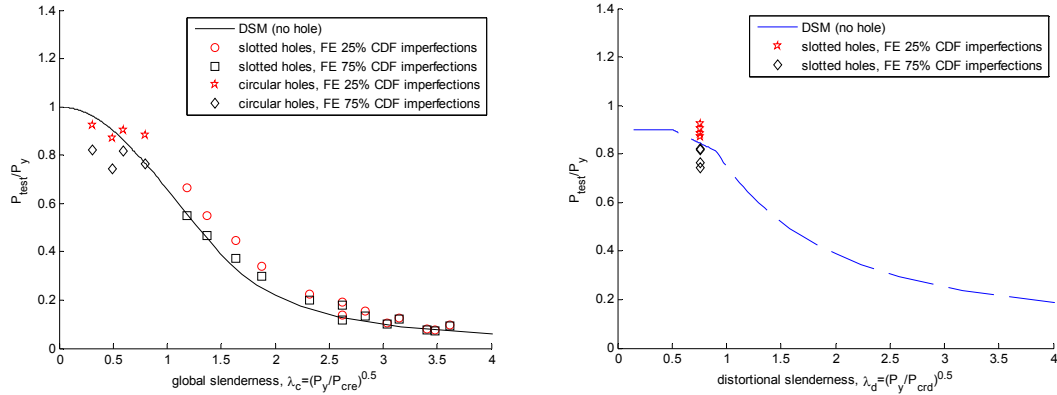 DSM (no hole)
slotted holes, FE 25% CDF imperfections
slotted holes, FE 75% CDF imperfections
circular holes, FE 25% CDF imperfections
circular holes, FE 75% CDF imperfections
1.4
1.2
1
0.8
0.6
0.4
0.2
0
P_test/P_y
0 0.5 1 1.5 2 2.5 3 3.5 4
global slenderness, λ_c=(P_y/P_cre)^0.5
DSM (no hole)
slotted holes, FE 25% CDF imperfections
slotted holes, FE 75% CDF imperfections
1.4
1.2
1
0.8
0.6
0.4
0.2
0
P_test/P_y
0 0.5 1 1.5 2 2.5 3 3.5 4
distortional slenderness, λ_d=(P_y/P_crd)^0.5